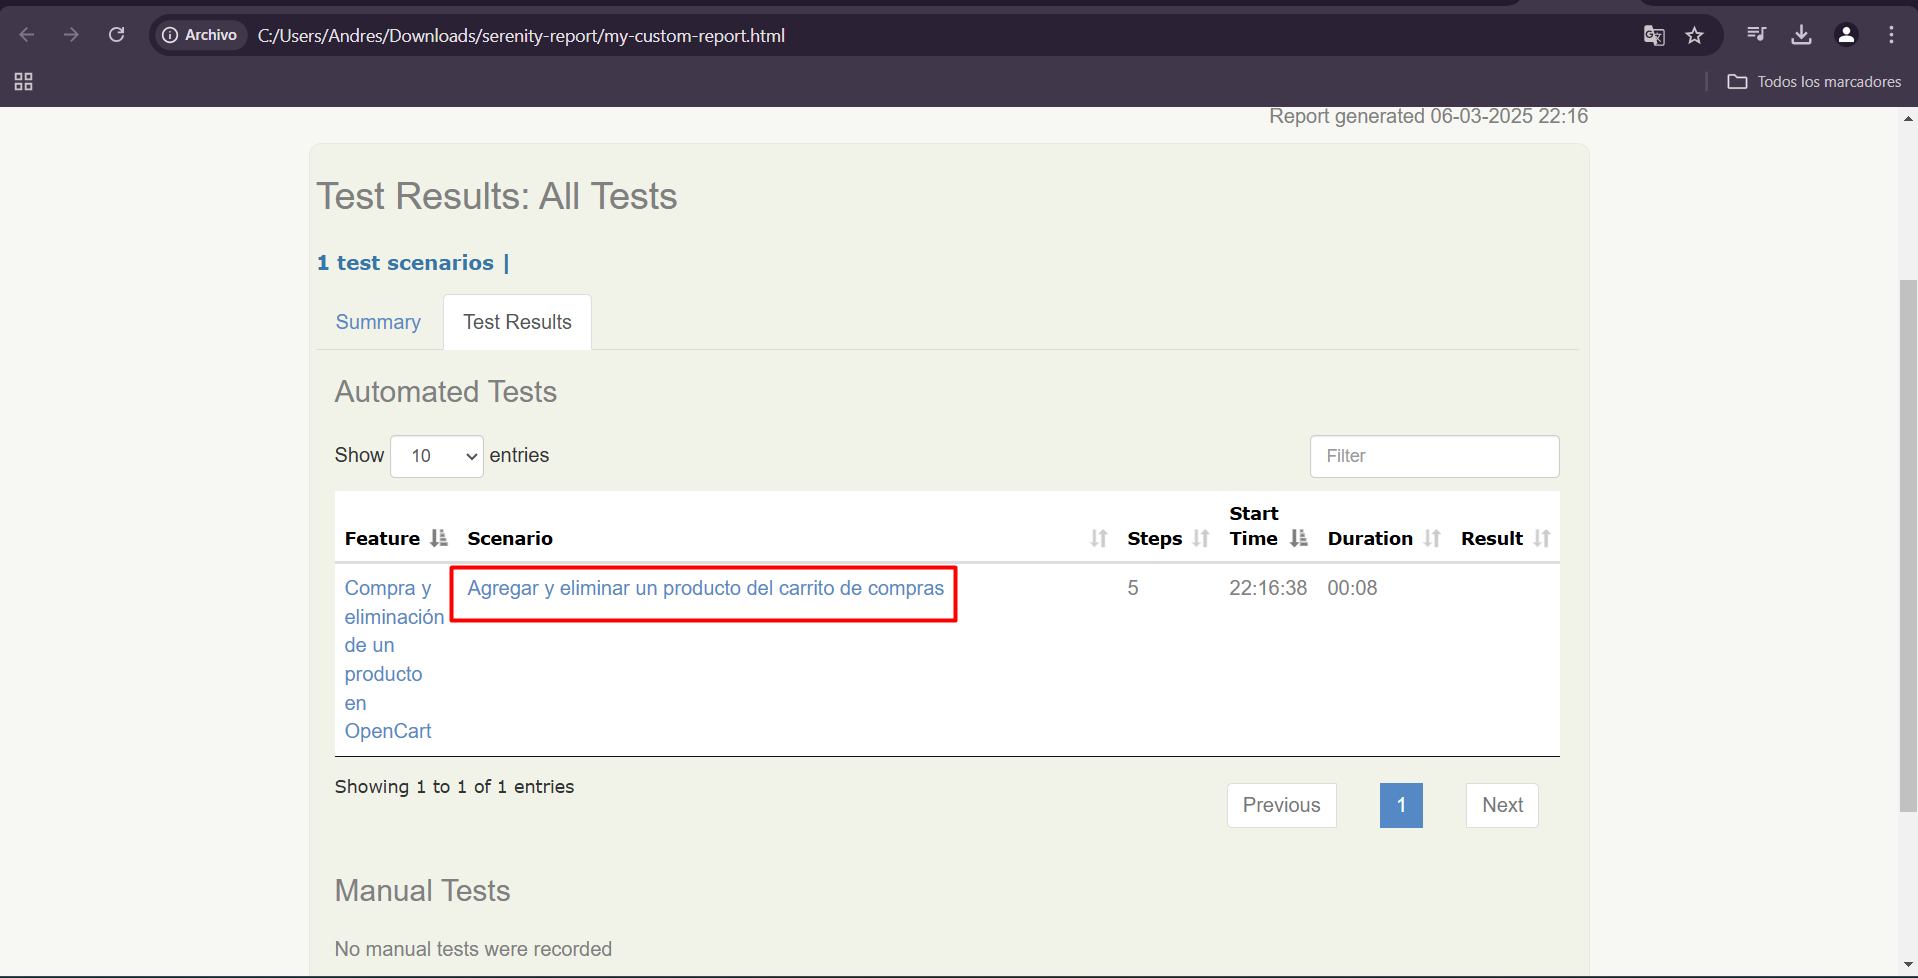 Archivo
C:/Users/Andres/Downloads/serenity-report/my-custom-report.html
Todos los marcadores
Report generated 06-03-2025 22:16
Test Results: All Tests
1 test scenarios |
Summary
Test Results
Automated Tests
Show 10 entries
Filter
Feature
Scenario
Steps
Start
Time
Duration
Result
Compra y
eliminación
de un
producto
en
OpenCart
Agregar y eliminar un producto del carrito de compras
5
22:16:38
00:08
Showing 1 to 1 of 1 entries
Previous
1
Next
Manual Tests
No manual tests were recorded